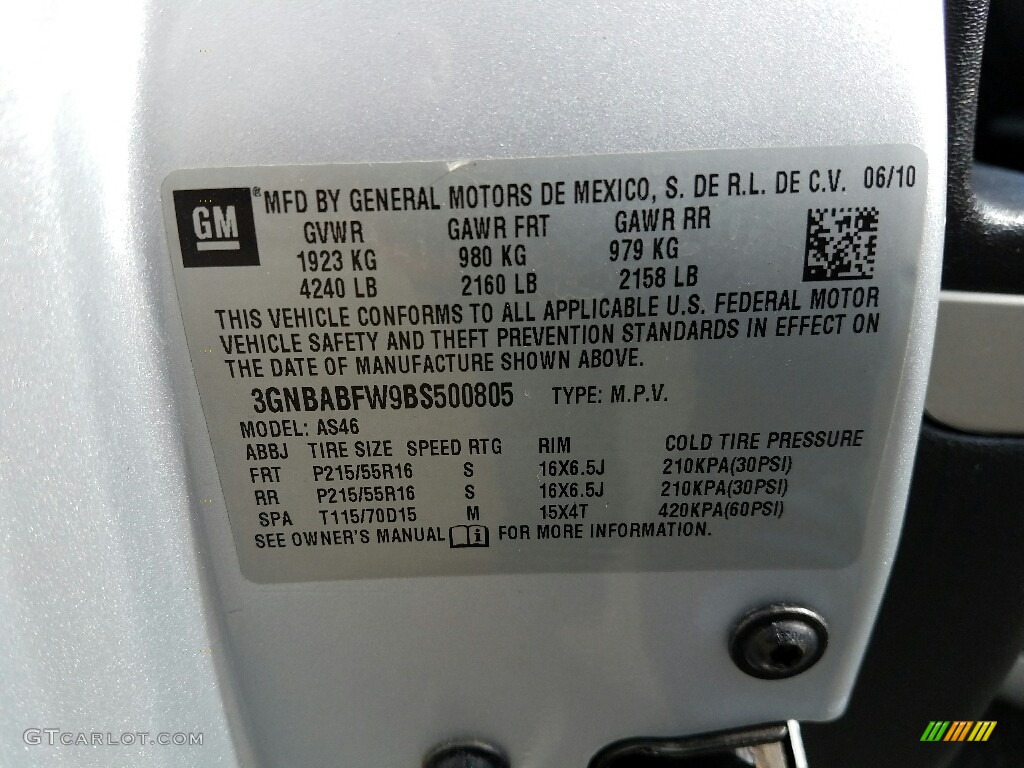 GM ® MFD BY GENERAL MOTORS DE MEXICO, S. DE R.L. DE C.V. 06/10
GVWR GAWR FRT GAWR RR
1923 KG 980 KG 979 KG
4240 LB 2160 LB 2158 LB
THIS VEHICLE CONFORMS TO ALL APPLICABLE U.S. FEDERAL MOTOR
VEHICLE SAFETY AND THEFT PREVENTION STANDARDS IN EFFECT ON
THE DATE OF MANUFACTURE SHOWN ABOVE.
3GNBABFW9BS500805 TYPE: M.P.V.
MODEL: AS46
ABBJ TIRE SIZE SPEED RTG RIM COLD TIRE PRESSURE
FRT P215/55R16 S 16X6.5J 210KPA(30PSI)
RR P215/55R16 S 16X6.5J 210KPA(30PSI)
SPA T115/70D15 M 15X4T 420KPA(60PSI)
SEE OWNER'S MANUAL i FOR MORE INFORMATION.
GTCARLOT.COM